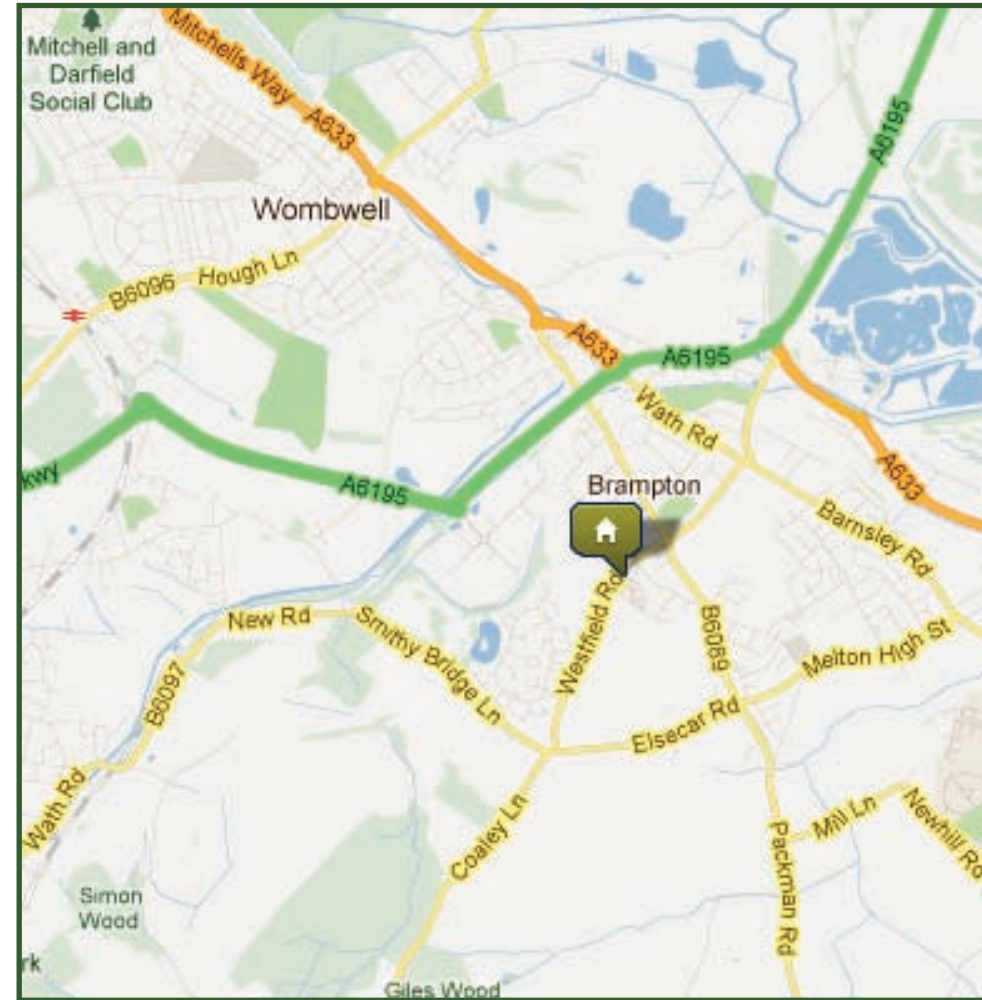 Mitchell and
Darfield
Social Club
Mitchells Way
A633
A6195
Wombwell
B6096
Hough Ln
A633
A6195
kwy
A6195
Wath Rd
A633
Brampton
Barnsley Rd
New Rd
Smithy Bridge Ln
Westfield Rd
B6089
Melton High St
B6097
Elsecar Rd
Wath Rd
Coaley Ln
Mill Ln
Newhill Rd
Packman Rd
Simon
Wood
rk
Giles Wood